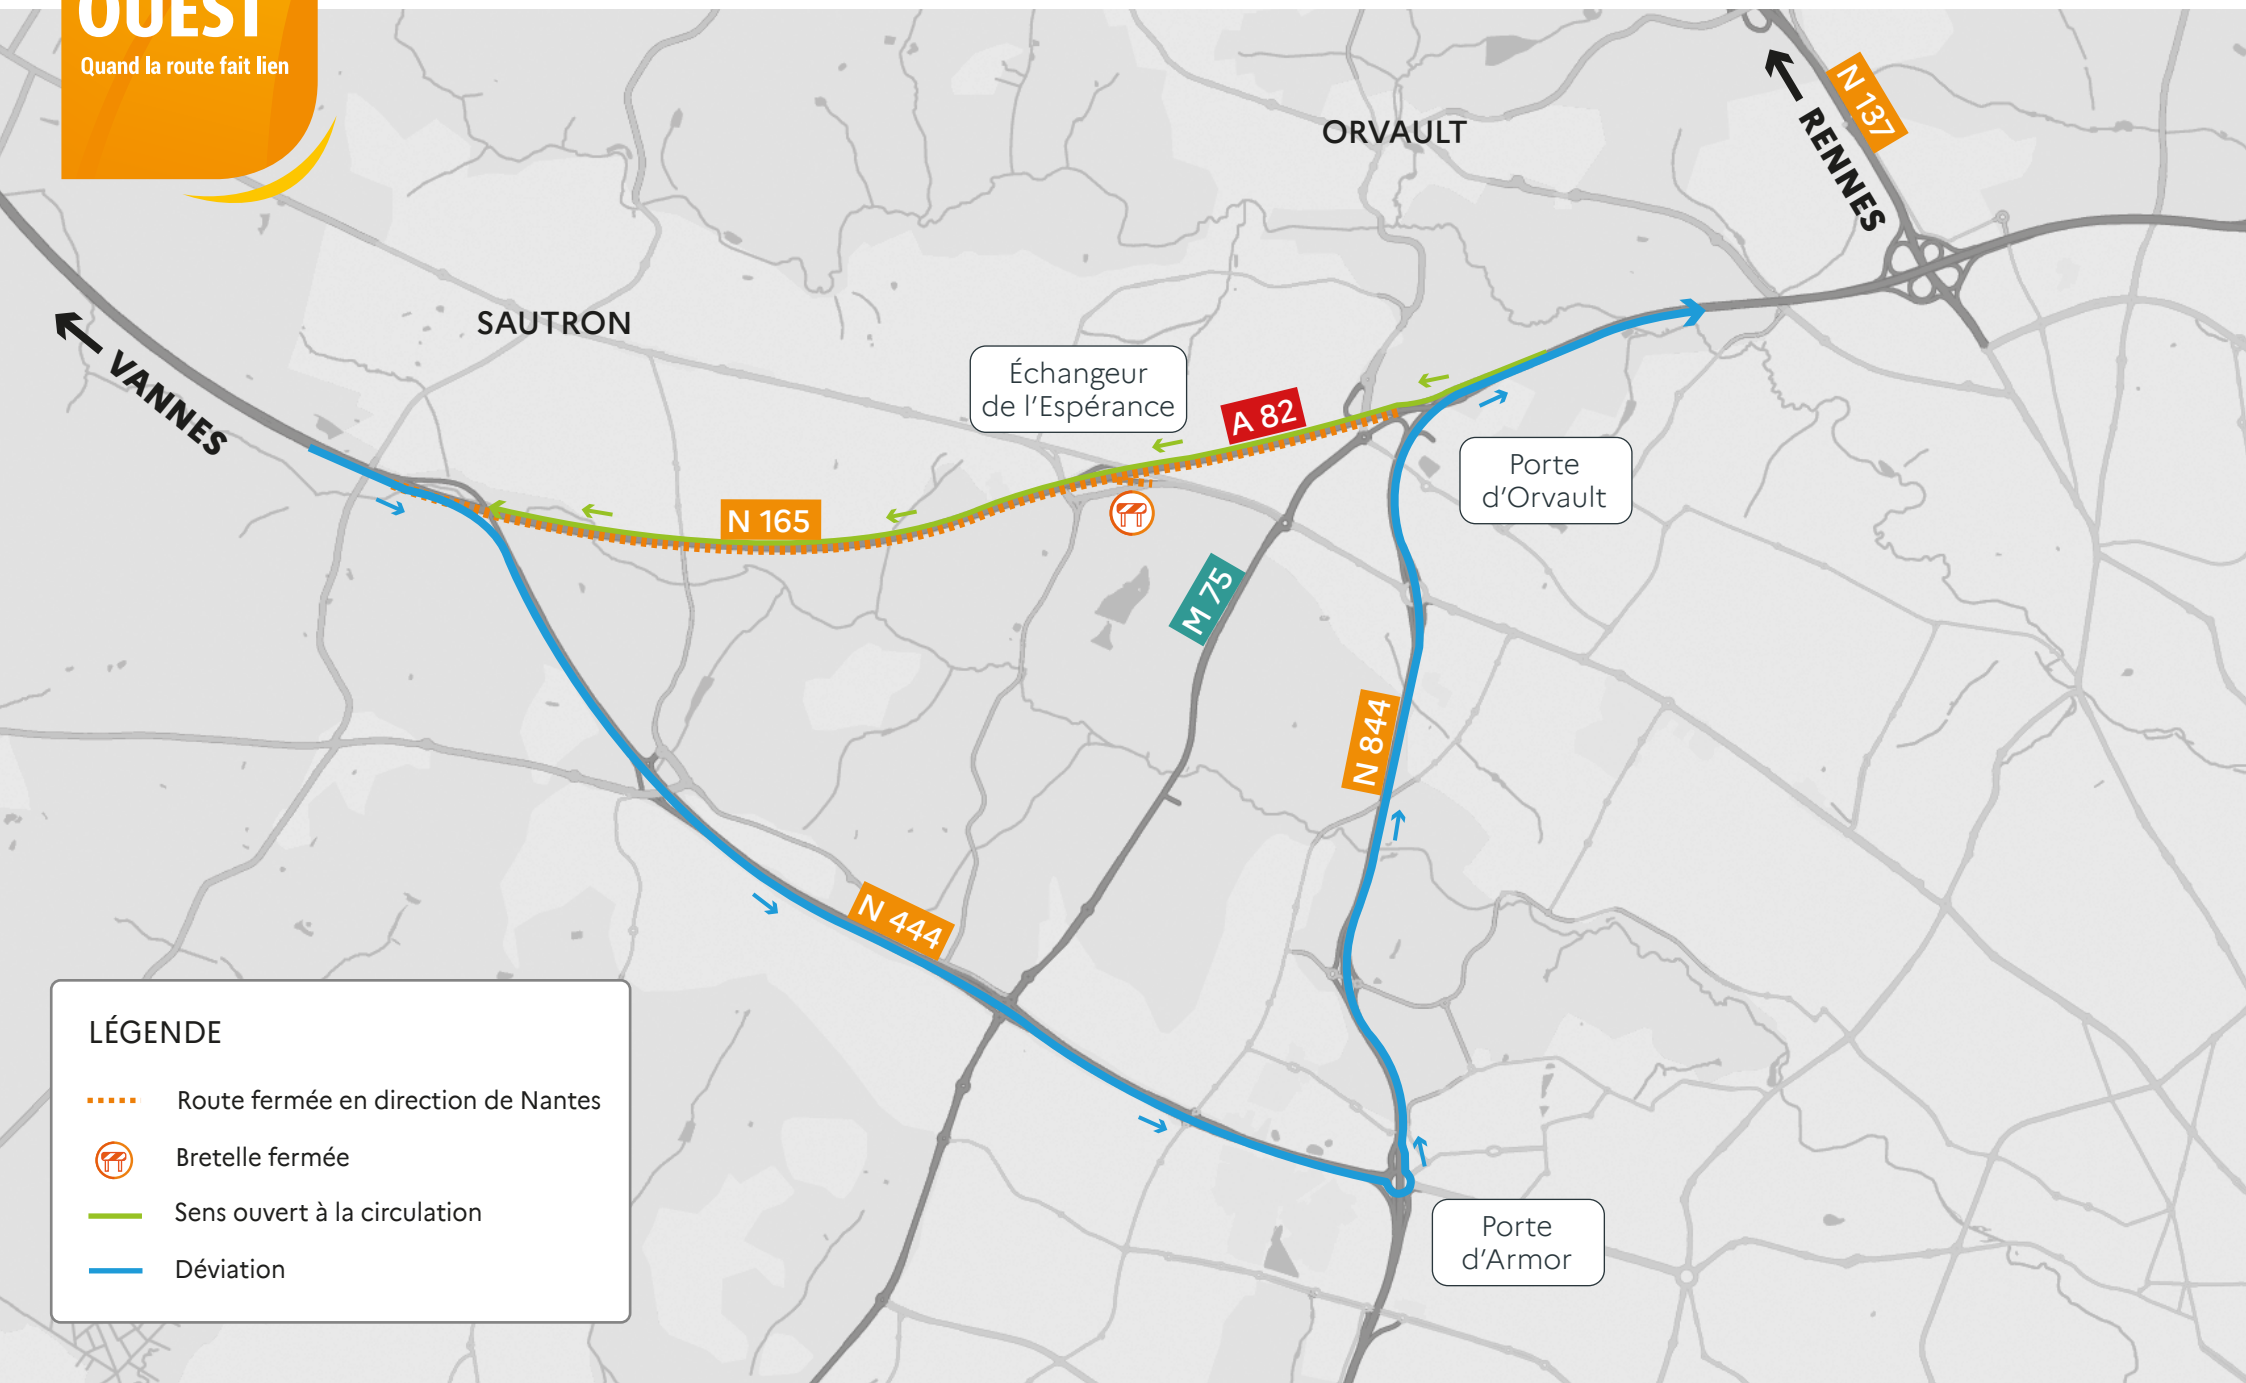 OUEST
Quand la route fait lien
N 137
RENNES
ORVAULT
SAUTRON
VANNES
Échangeur
de l'Espérance
A 82
Porte
d'Orvault
N 165
M 75
N 844
N 444
Porte
d'Armor
LÉGENDE
Route fermée en direction de Nantes
Bretelle fermée
Sens ouvert à la circulation
Déviation